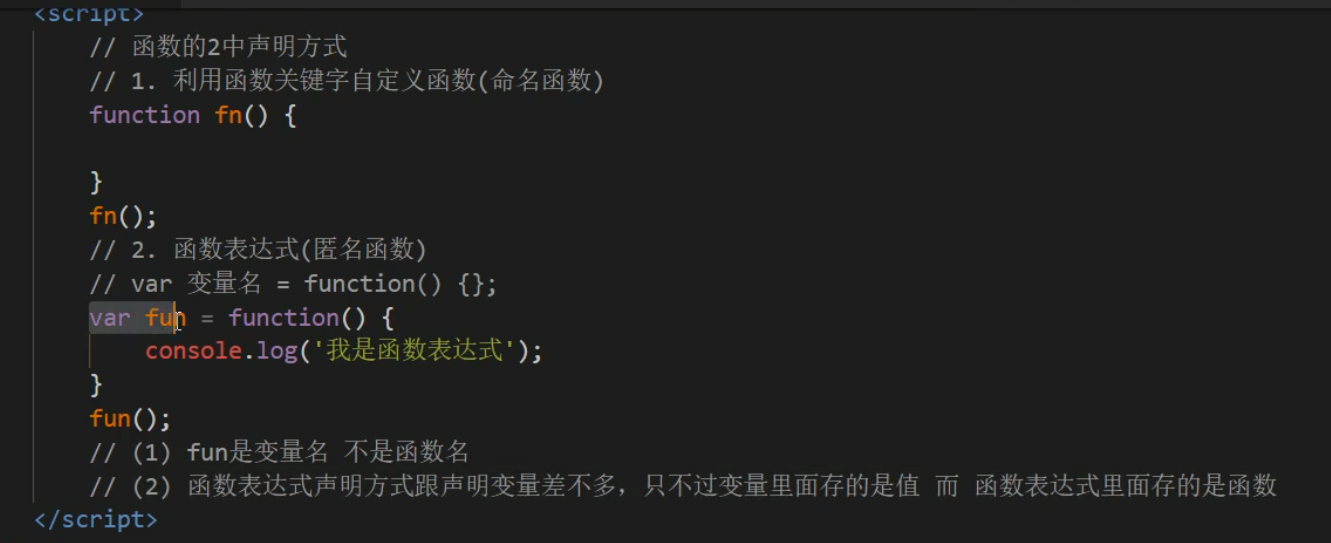 <script>
// 函数的2中声明方式
// 1. 利用函数关键字自定义函数(命名函数)
function fn() {
}
fn();
// 2. 函数表达式(匿名函数)
// var 变量名 = function() {};
var fun = function() {
console.log('我是函数表达式');
}
fun();
// (1) fun是变量名 不是函数名
// (2) 函数表达式声明方式跟声明变量差不多，只不过变量里面存的是值 而 函数表达式里面存的是函数
</script>